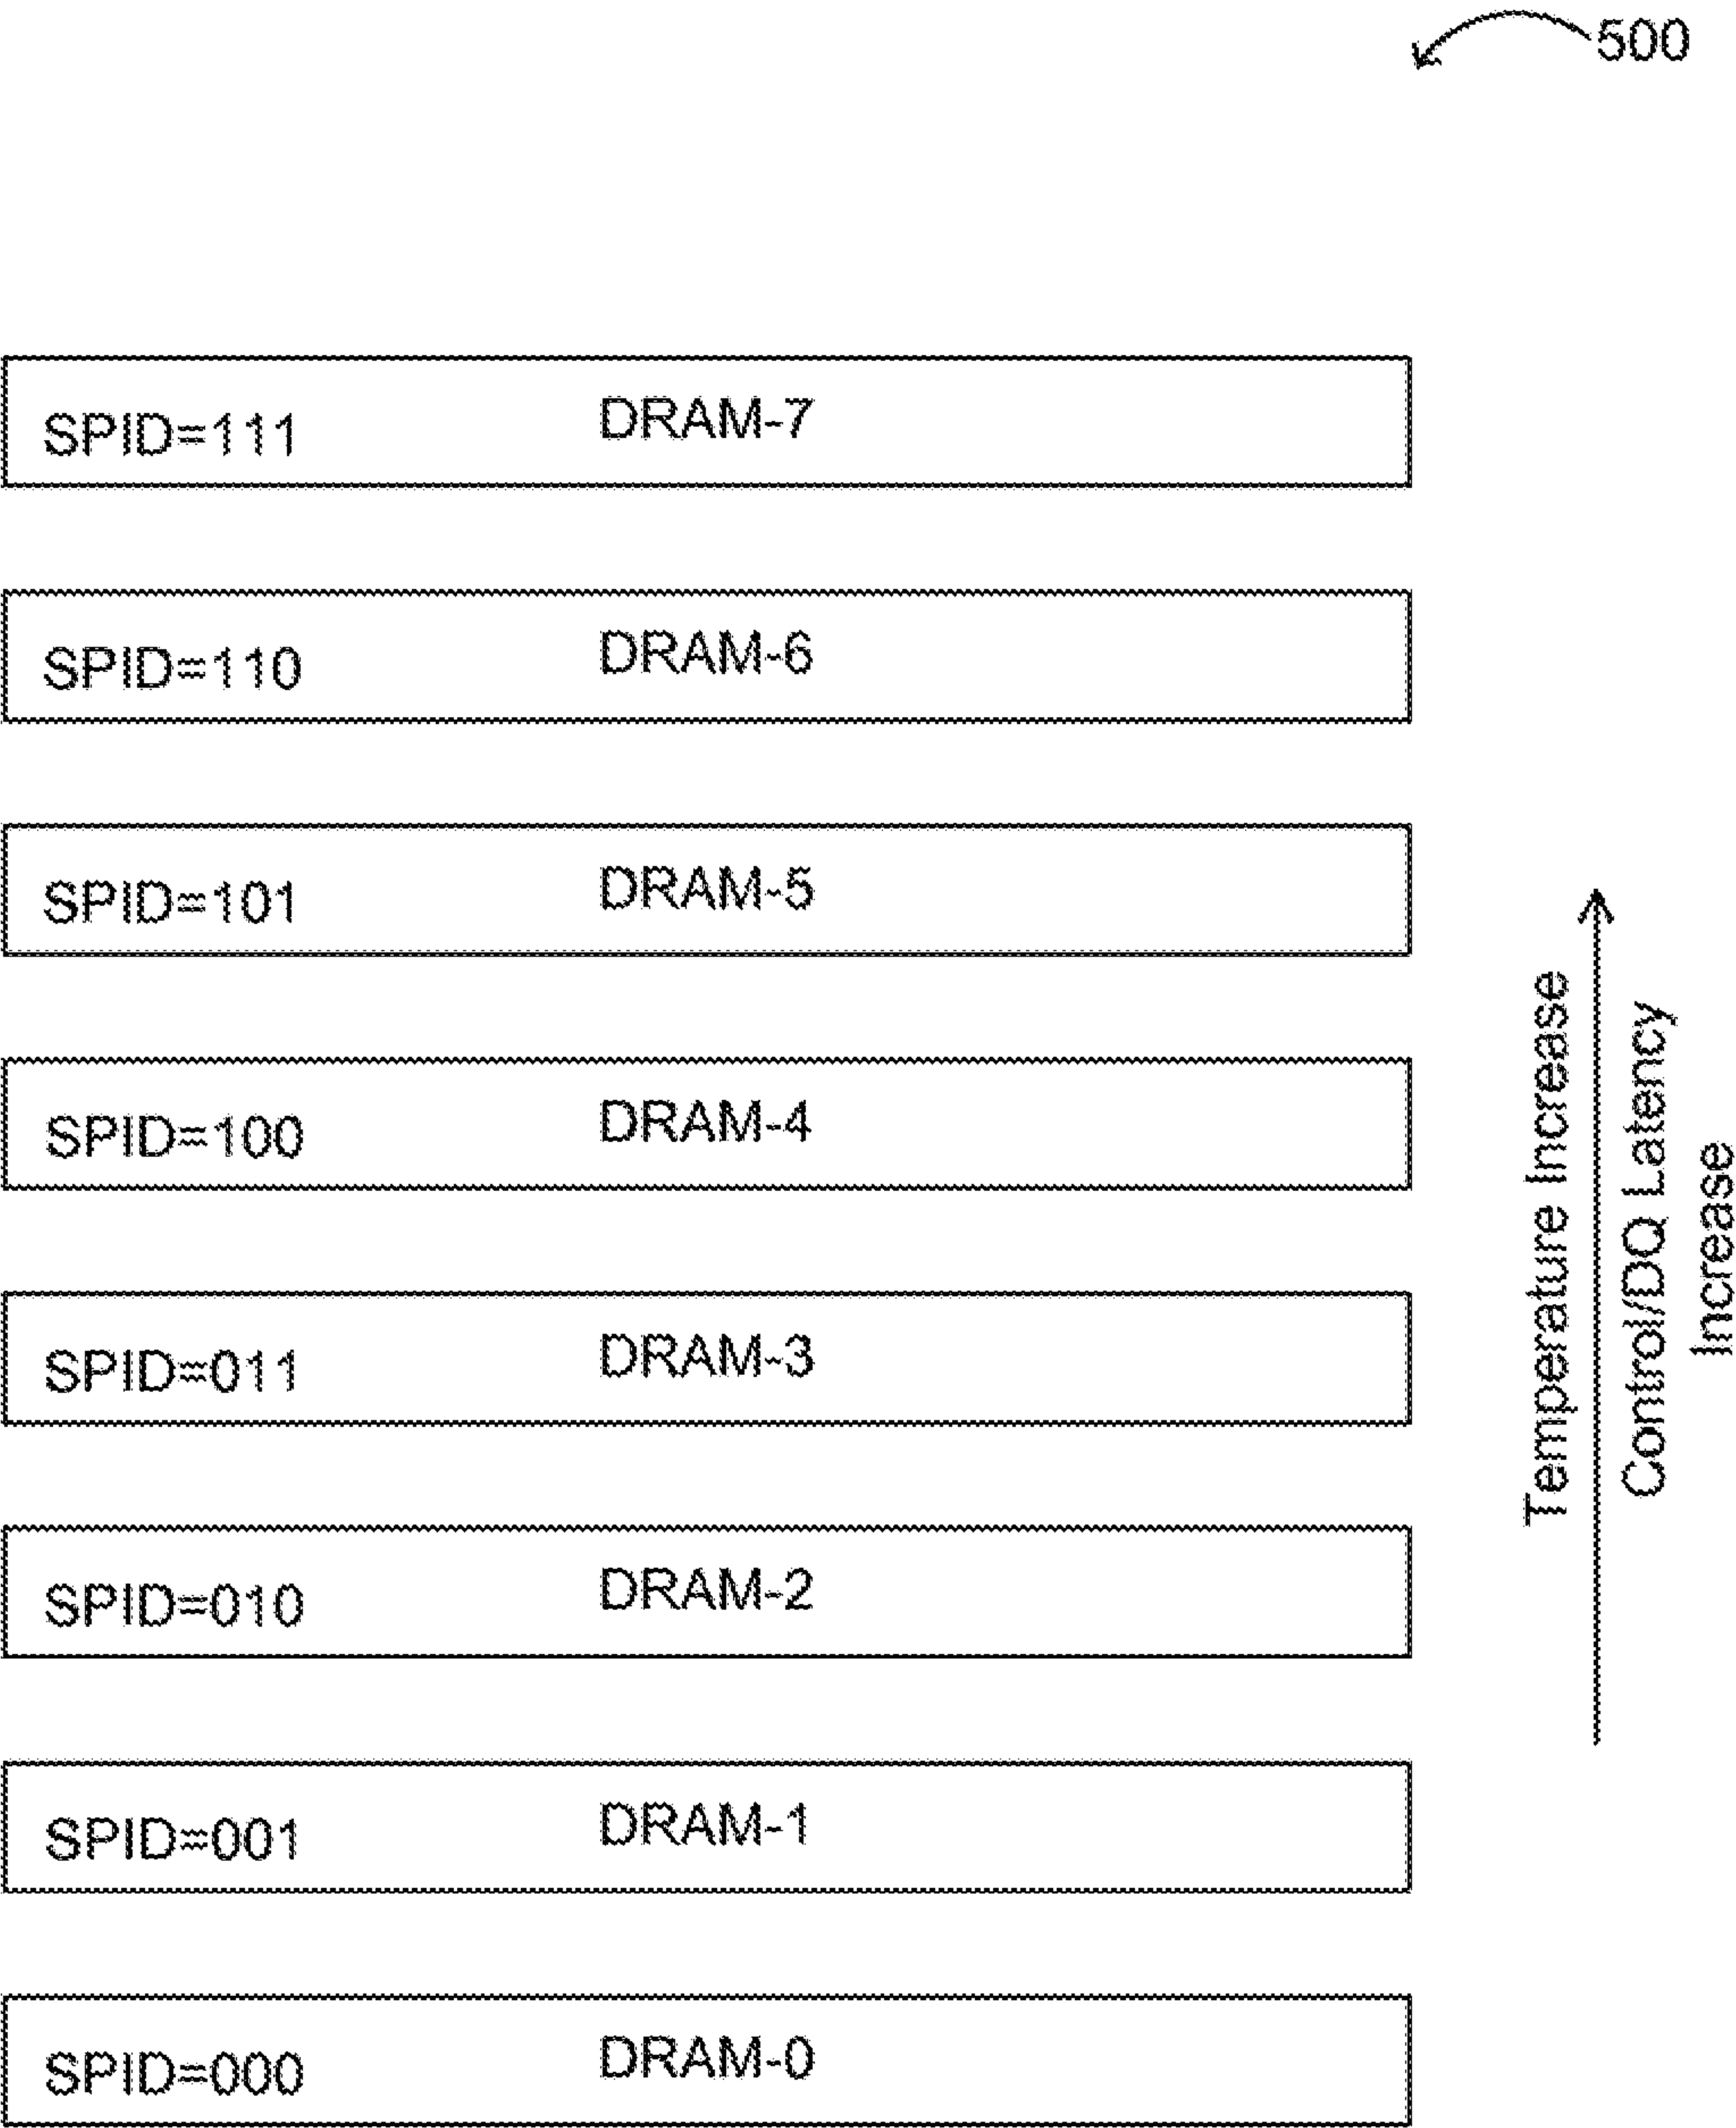 500
SPID=111 DRAM-7
SPID=110 DRAM-6
SPID=101 DRAM-5
SPID=100 DRAM-4
SPID=011 DRAM-3
SPID=010 DRAM-2
SPID=001 DRAM-1
SPID=000 DRAM-0
Temperature Increase
Control/DQ Latency
Increase